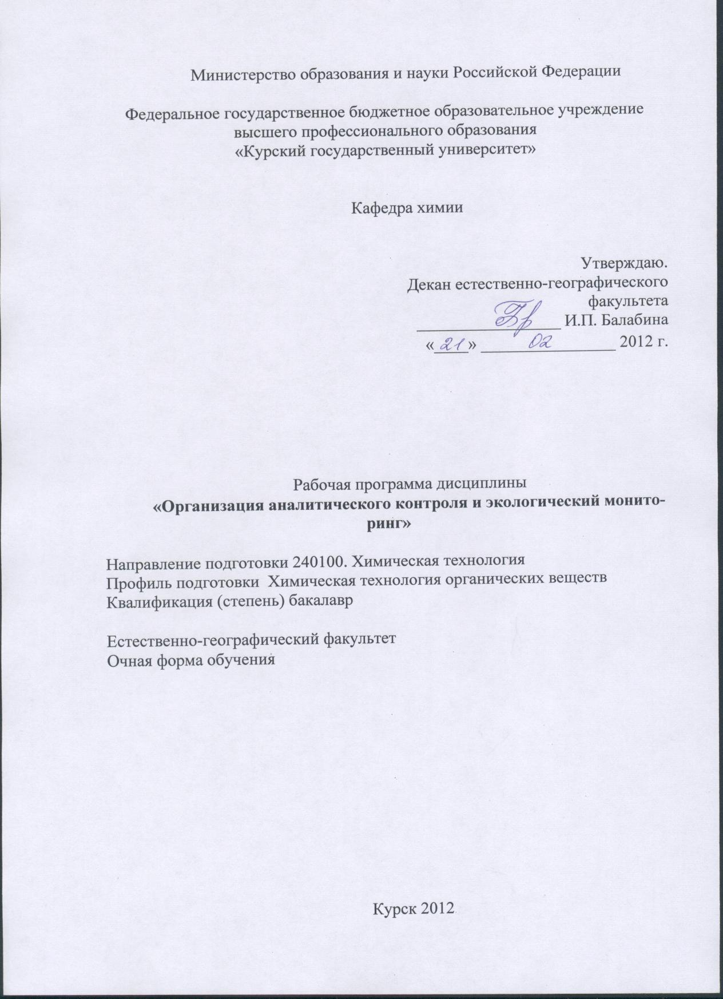 Министерство образования и науки Российской Федерации
Федеральное государственное бюджетное образовательное учреждение
высшего профессионального образования
«Курский государственный университет»
Кафедра химии
Утверждаю.
Декан естественно-географического
факультета
И.П. Балабина
«21» 02 2012 г.
Рабочая программа дисциплины
«Организация аналитического контроля и экологический монито-
ринг»
Направление подготовки 240100. Химическая технология
Профиль подготовки Химическая технология органических веществ
Квалификация (степень) бакалавр
Естественно-географический факультет
Очная форма обучения
Курск 2012